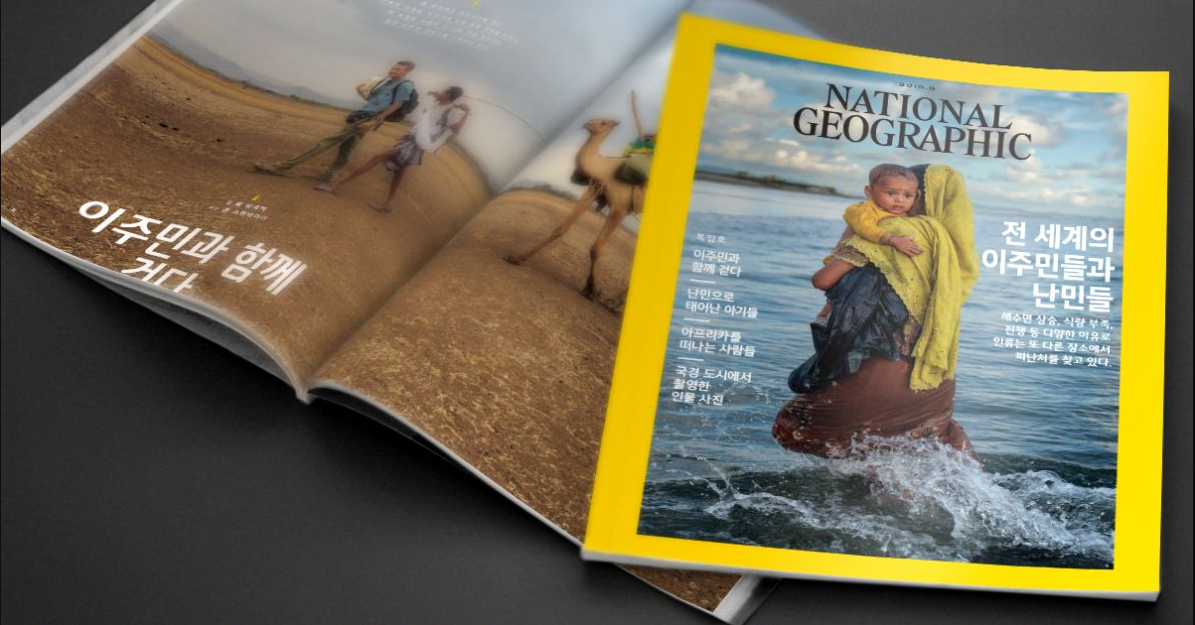 이주민과 함께
걷다
NATIONAL
GEOGRAPHIC
특집호
이주민과
함께 걷다
난민으로
태어난 아기들
아프리카를
떠나는 사람들
국경 도시에서
촬영한
인물 사진
전 세계의
이주민들과
난민들
해수면 상승, 식량 부족,
전쟁 등 다양한 이유로
인류는 또 다른 장소에서
피난처를 찾고 있다.